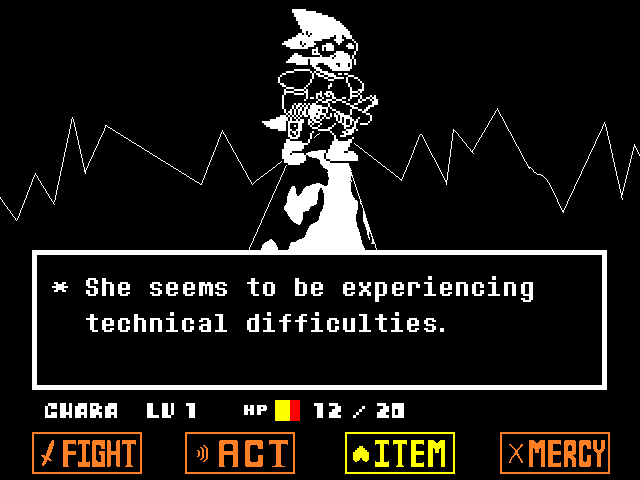 * She seems to be experiencing
technical difficulties.
CHARA LV 1 HP 12 / 20
FIGHT ACT ITEM MERCY